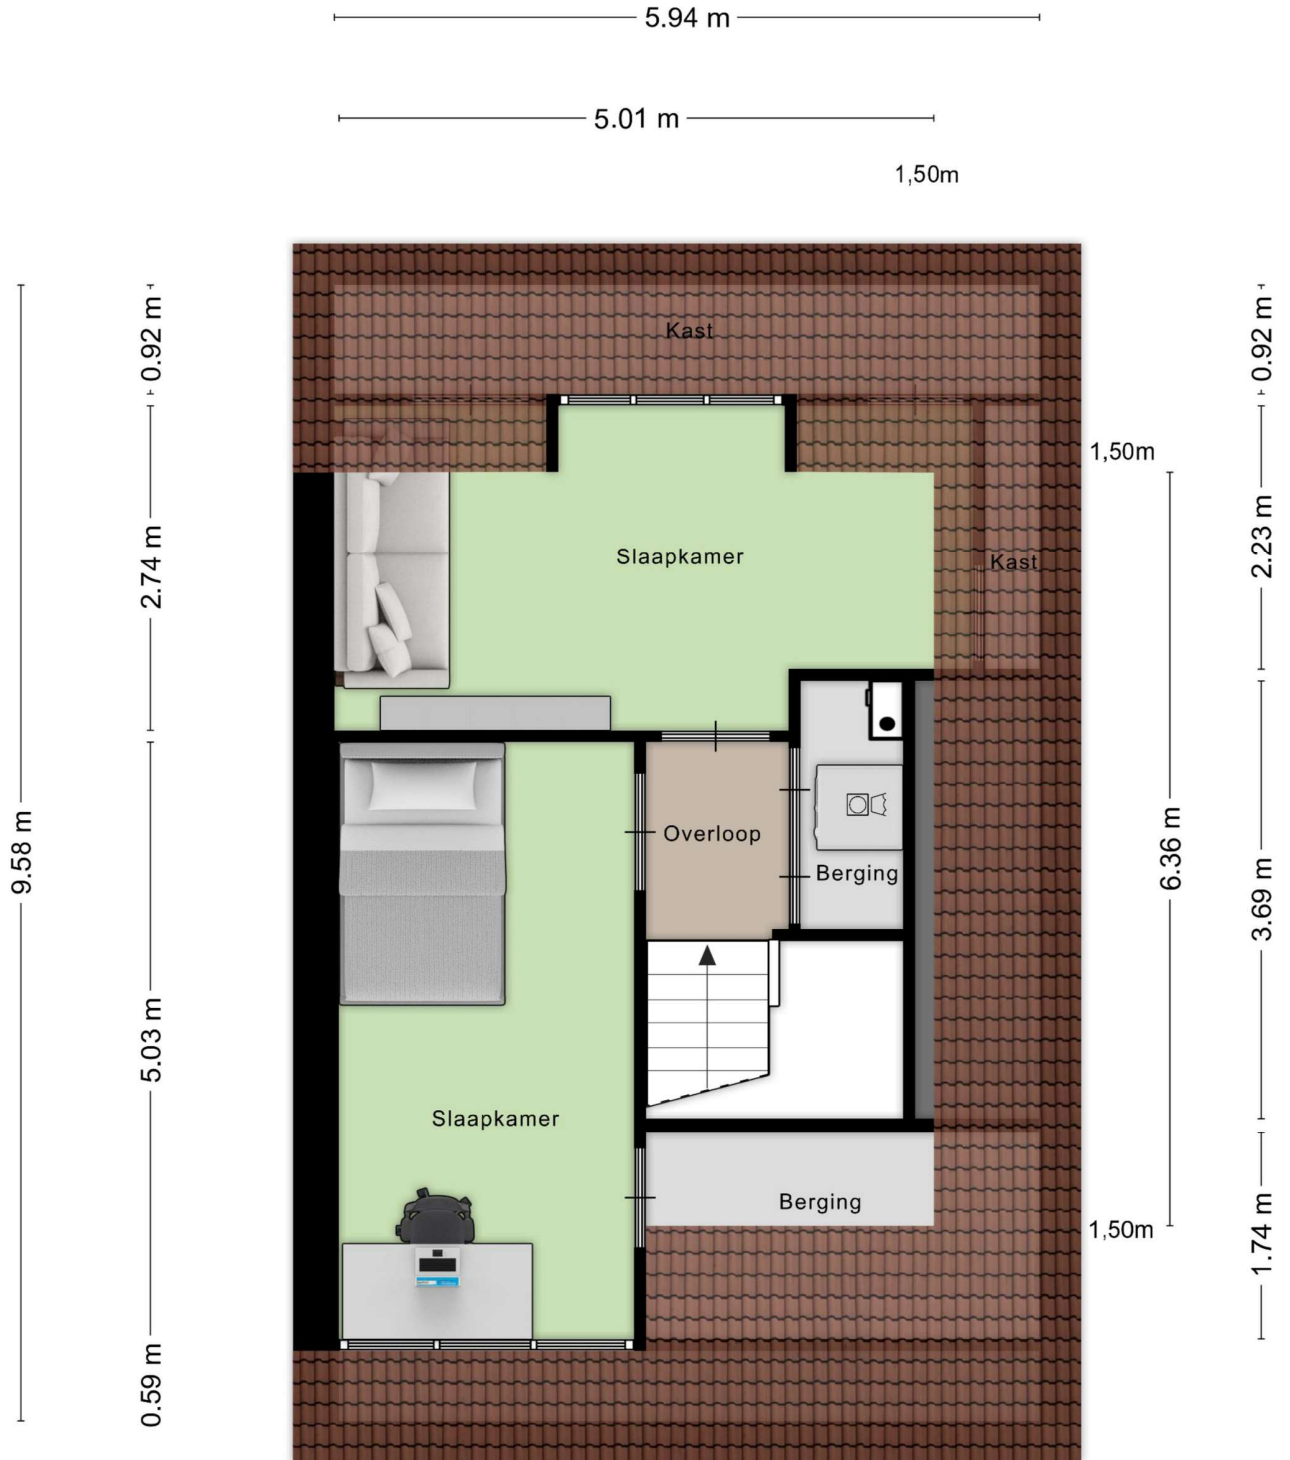 5.94 m
5.01 m
1,50m
0.92 m
0.92 m
Kast
1,50m
2.74 m
2.23 m
Slaapkamer
Kast
9.58 m
Overloop
6.36 m
Berging
3.69 m
5.03 m
Slaapkamer
Berging
1,50m
1.74 m
0.59 m